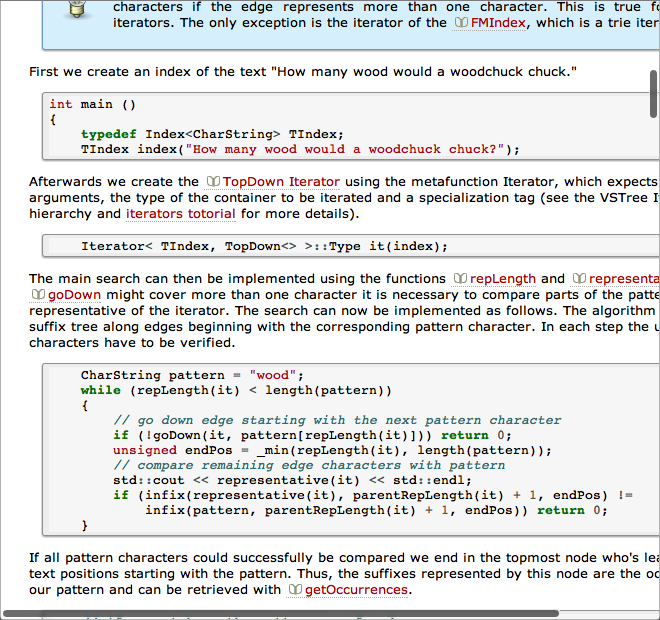 characters if the edge represents more than one character. This is true
iterators. The only exception is the iterator of the FMIndex, which is a trie
First we create an index of the text "How many wood would a woodchuck chuck."
int main ()
{
typedef Index<CharString> TIndex;
TIndex index("How many wood would a woodchuck chuck?");
Afterwards we create the TopDown Iterator using the metafunction Iterator, which expects
arguments, the type of the container to be iterated and a specialization tag (see the VSTree
hierarchy and iterators totorial for more details).
Iterator< TIndex, TopDown<> >::Type it(index);
The main search can then be implemented using the functions repLength and
goDown might cover more than one character it is necessary to compare parts of the
representative of the iterator. The search can now be implemented as follows. The algorithm
suffix tree along edges beginning with the corresponding pattern character. In each step the
characters have to be verified.
CharString pattern = "wood";
while (repLength(it) < length(pattern))
{
// go down edge starting with the next pattern character
if (!goDown(it, pattern[repLength(it)])) return 0;
unsigned endPos = _min(repLength(it), length(pattern));
// compare remaining edge characters with pattern
std::cout << representative(it) << std::endl;
if (infix(representative(it), parentRepLength(it) + 1, endPos) !=
infix(pattern, parentRepLength(it) + 1, endPos)) return 0;
}
If all pattern characters could successfully be compared we end in the topmost node who's
text positions starting with the pattern. Thus, the suffixes represented by this node are the
our pattern and can be retrieved with getOccurrences.